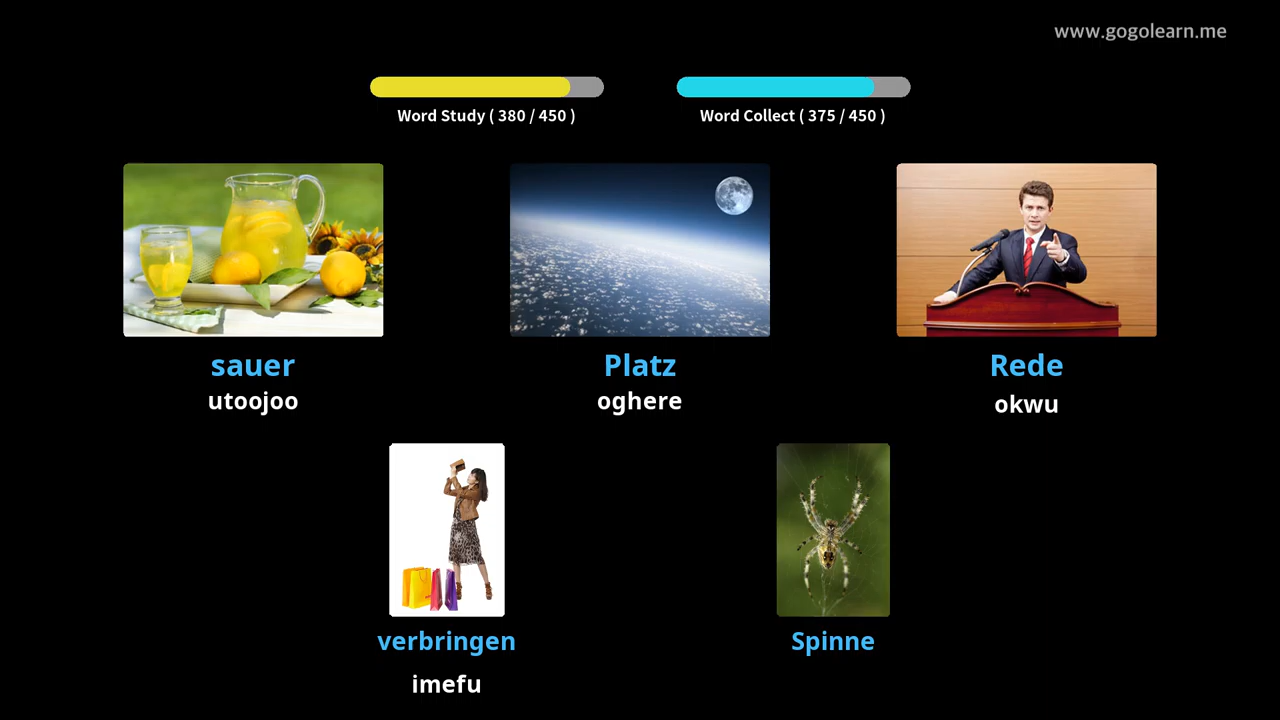 www.gogolearn.me
Word Study ( 380 / 450 )
Word Collect ( 375 / 450 )
sauer
utoojoo
Platz
oghere
Rede
okwu
verbringen
imefu
Spinne